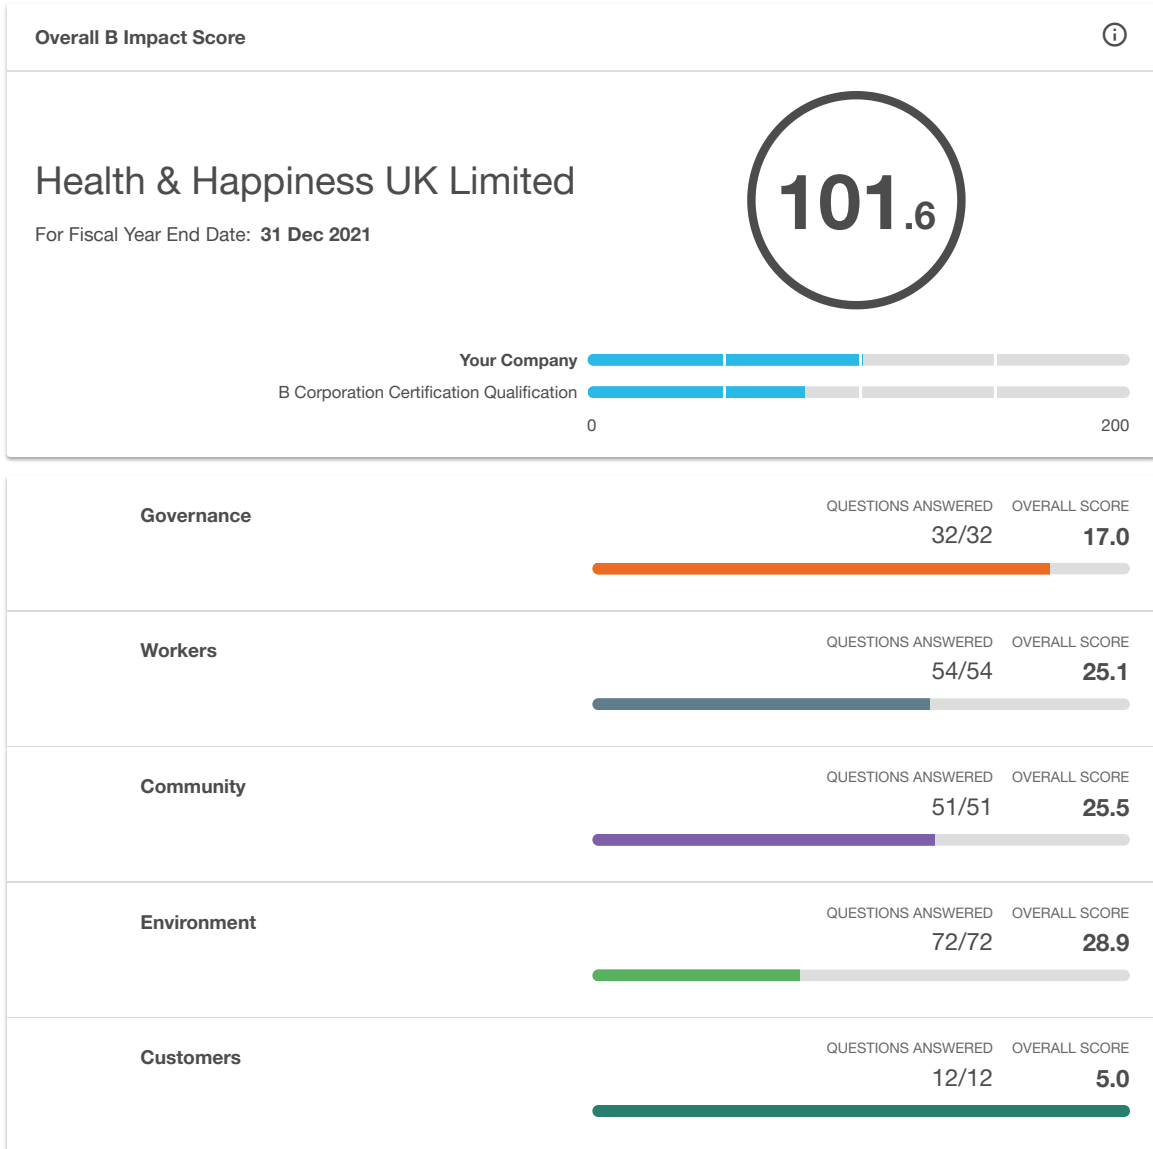 Overall B Impact Score
Health & Happiness UK Limited
For Fiscal Year End Date: 31 Dec 2021
101.6
Your Company
B Corporation Certification Qualification
0 200
Governance
QUESTIONS ANSWERED OVERALL SCORE
32/32 17.0
Workers
QUESTIONS ANSWERED OVERALL SCORE
54/54 25.1
Community
QUESTIONS ANSWERED OVERALL SCORE
51/51 25.5
Environment
QUESTIONS ANSWERED OVERALL SCORE
72/72 28.9
Customers
QUESTIONS ANSWERED OVERALL SCORE
12/12 5.0